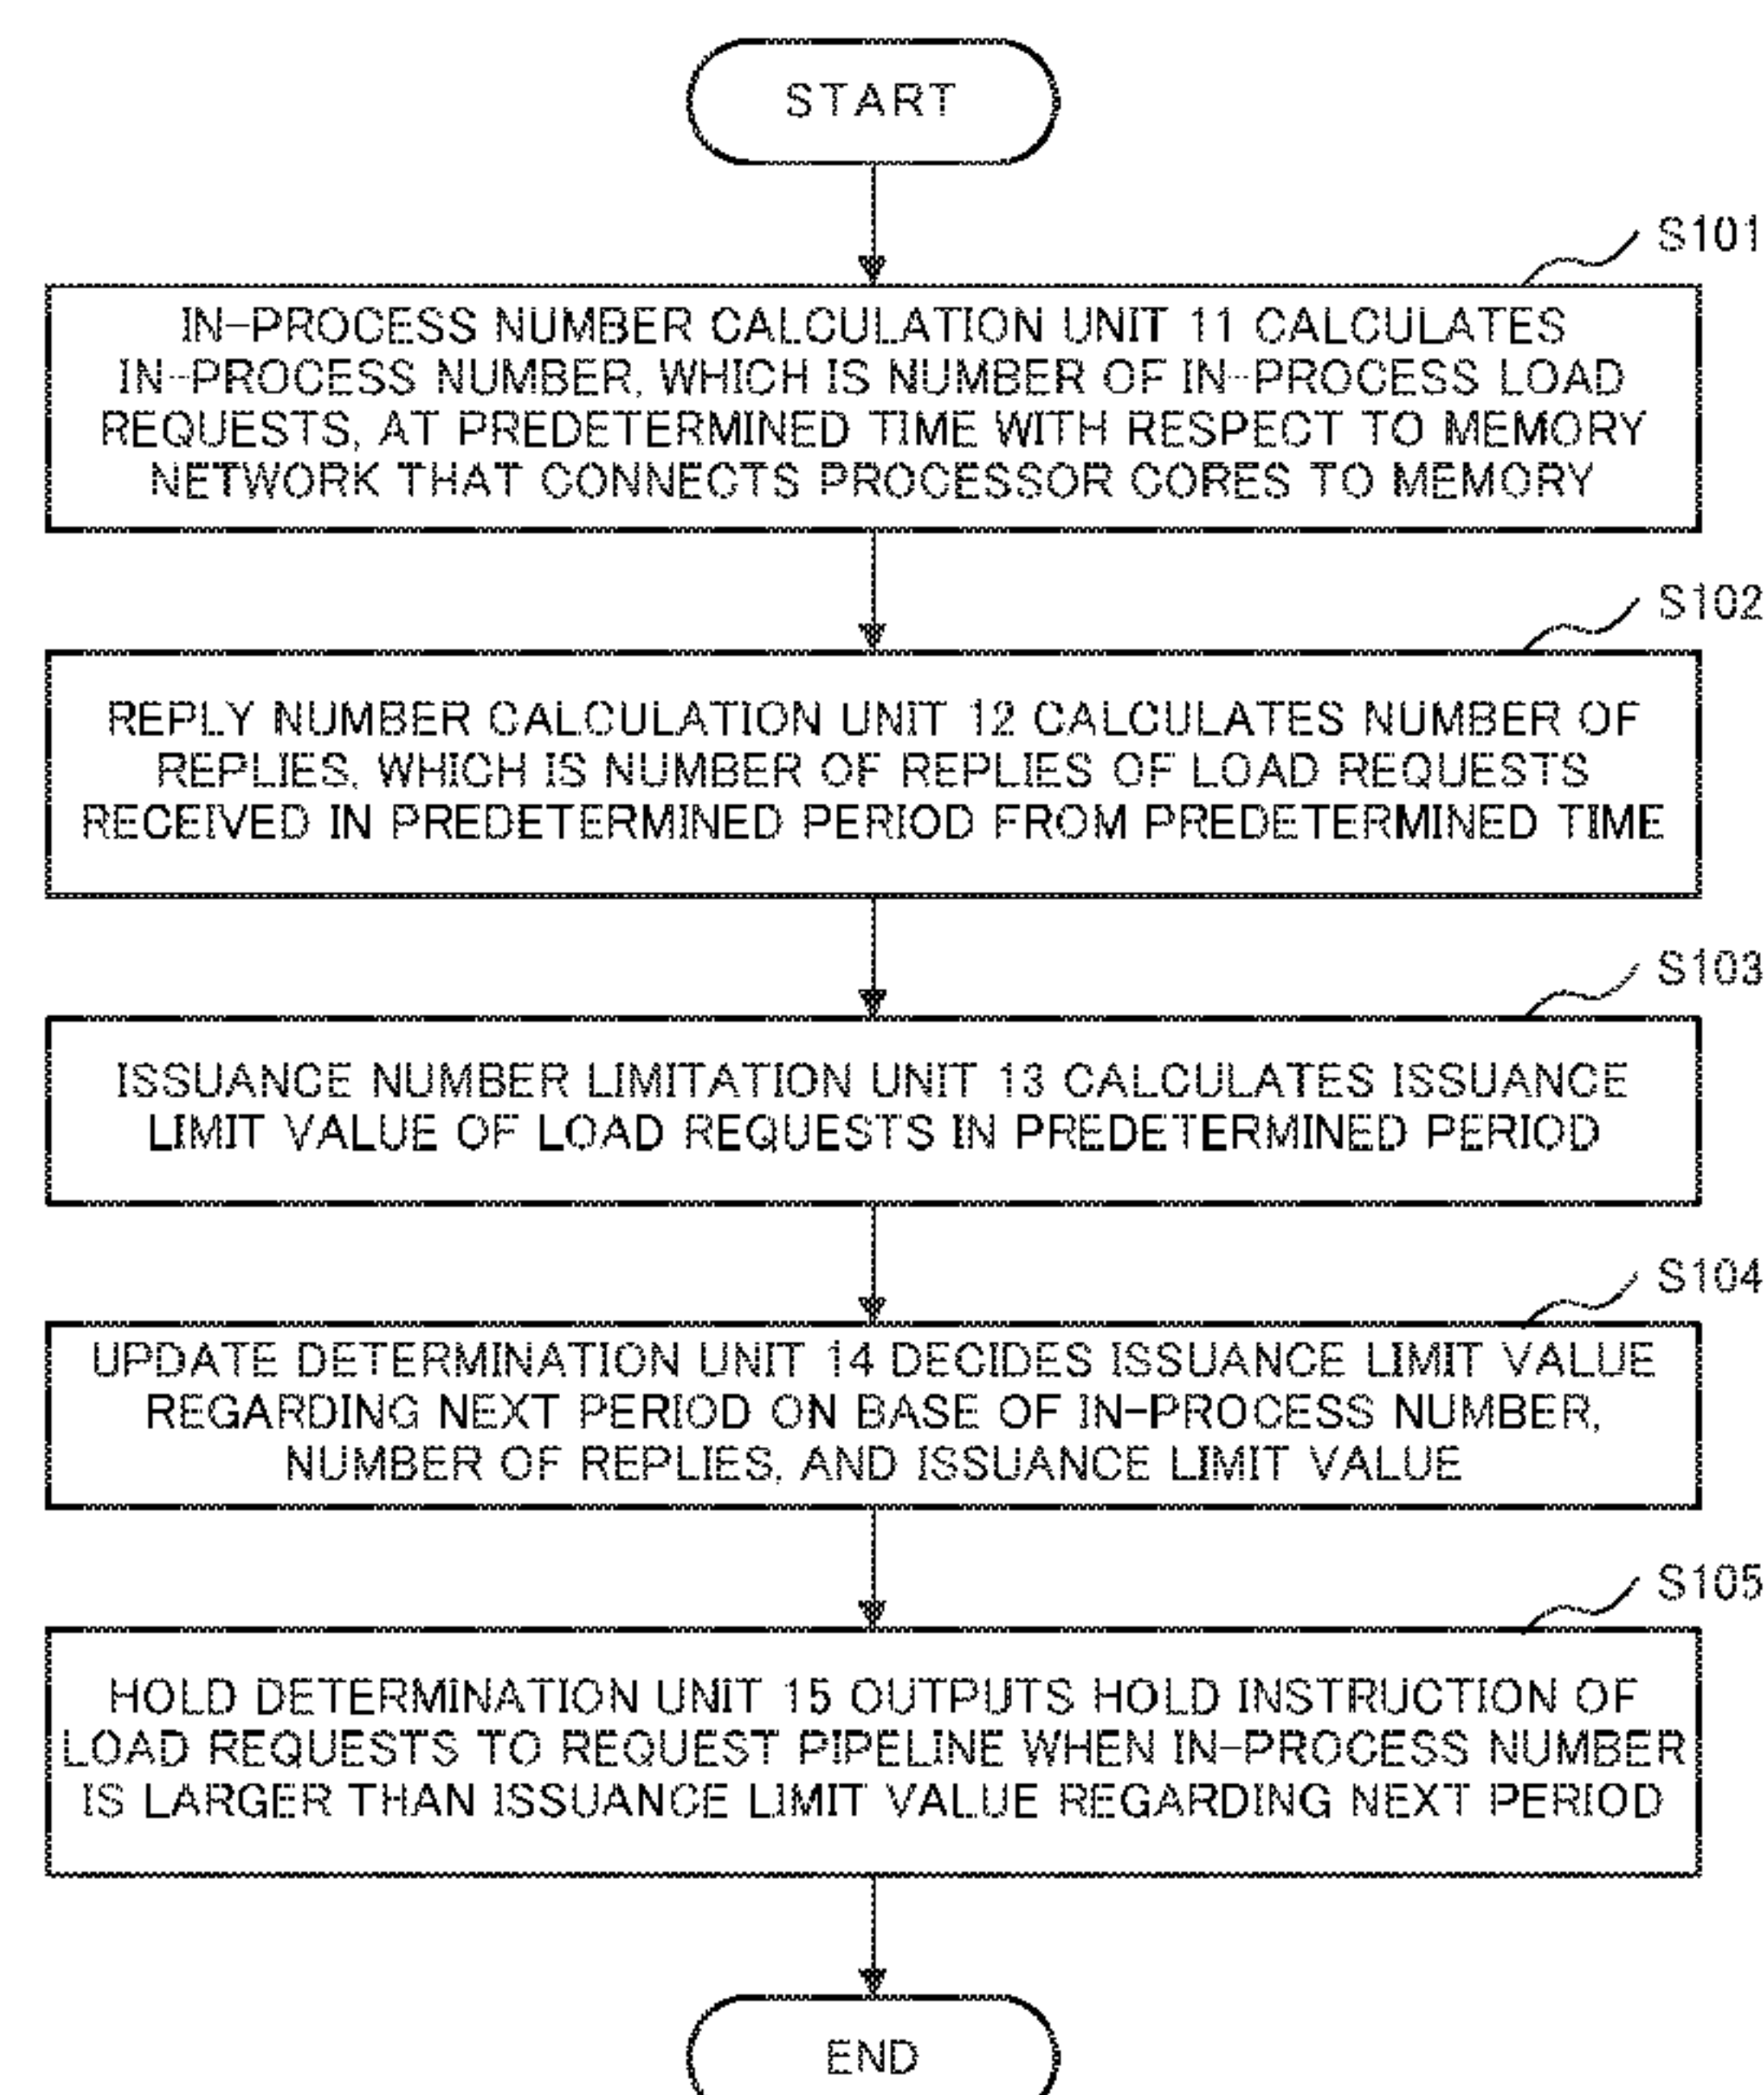 START
S101
IN-PROCESS NUMBER CALCULATION UNIT 11 CALCULATES
IN-PROCESS NUMBER, WHICH IS NUMBER OF IN-PROCESS LOAD
REQUESTS, AT PREDETERMINED TIME WITH RESPECT TO MEMORY
NETWORK THAT CONNECTS PROCESSOR CORES TO MEMORY
S102
REPLY NUMBER CALCULATION UNIT 12 CALCULATES NUMBER OF
REPLIES, WHICH IS NUMBER OF REPLIES OF LOAD REQUESTS
RECEIVED IN PREDETERMINED PERIOD FROM PREDETERMINED TIME
S103
ISSUANCE NUMBER LIMITATION UNIT 13 CALCULATES ISSUANCE
LIMIT VALUE OF LOAD REQUESTS IN PREDETERMINED PERIOD
S104
UPDATE DETERMINATION UNIT 14 DECIDES ISSUANCE LIMIT VALUE
REGARDING NEXT PERIOD ON BASE OF IN-PROCESS NUMBER,
NUMBER OF REPLIES, AND ISSUANCE LIMIT VALUE
S105
HOLD DETERMINATION UNIT 15 OUTPUTS HOLD INSTRUCTION OF
LOAD REQUESTS TO REQUEST PIPELINE WHEN IN-PROCESS NUMBER
IS LARGER THAN ISSUANCE LIMIT VALUE REGARDING NEXT PERIOD
END